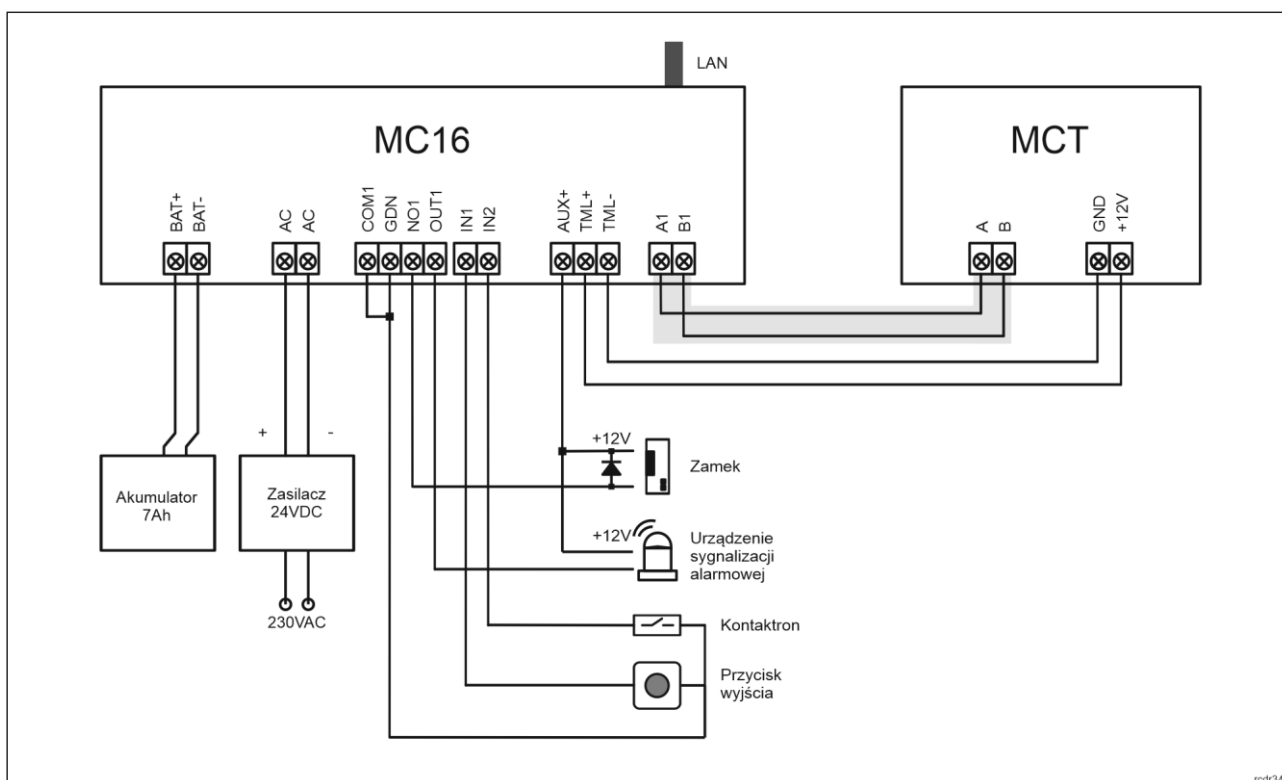 LAN
MC16
MCT
BAT+
BAT-
AC
AC
COM1
GDN
NO1
OUT1
IN1
IN2
AUX+
TML+
TML-
A1
B1
A
B
GND
+12V
+
-
Akumulator
7Ah
Zasilacz
24VDC
230VAC
+12V
Zamek
+12V
Urządzenie
sygnalizacji
alarmowej
Kontaktron
Przycisk
wyjścia
rcdr34